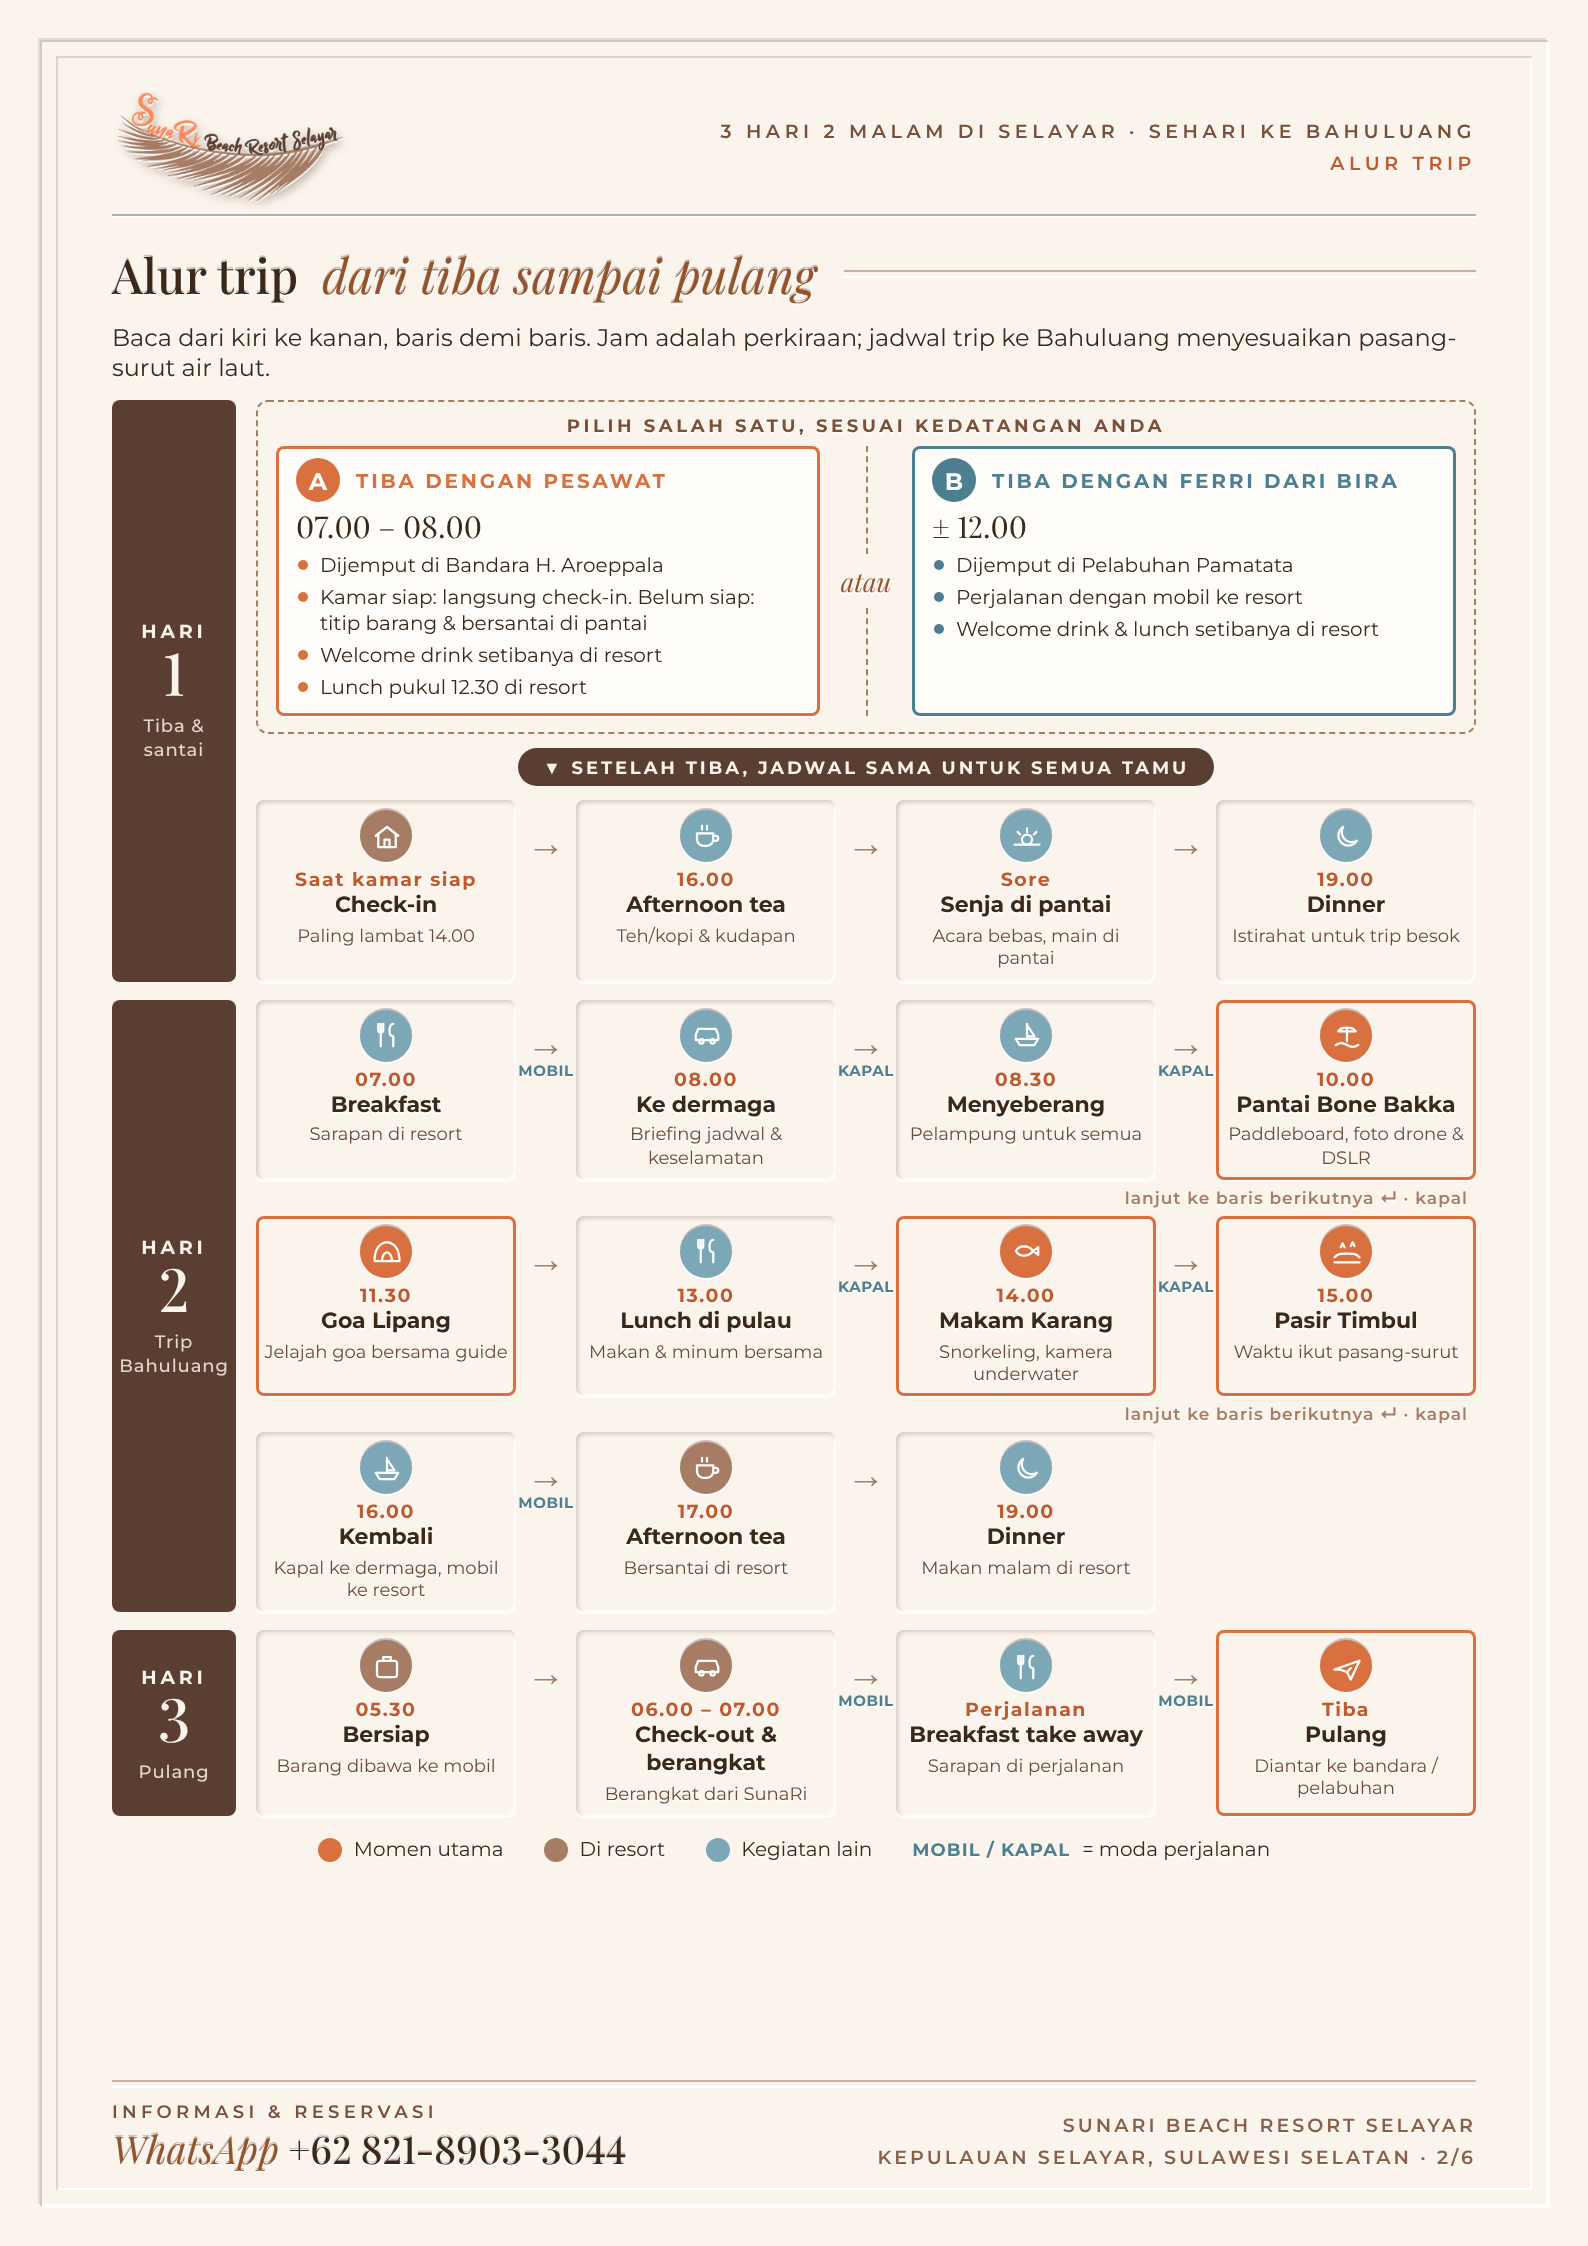 SunaRi Beach Resort Selayar
3 HARI 2 MALAM DI SELAYAR · SEHARI KE BAHULUANG
ALUR TRIP
Alur trip dari tiba sampai pulang
Baca dari kiri ke kanan, baris demi baris. Jam adalah perkiraan; jadwal trip ke Bahuluang menyesuaikan pasang-
surut air laut.
HARI
1
Tiba &
santai
PILIH SALAH SATU, SESUAI KEDATANGAN ANDA
A TIBA DENGAN PESAWAT
07.00 – 08.00
• Dijemput di Bandara H. Aroeppala
• Kamar siap: langsung check-in. Belum siap:
titip barang & bersantai di pantai
• Welcome drink setibanya di resort
• Lunch pukul 12.30 di resort
atau
B TIBA DENGAN FERRI DARI BIRA
± 12.00
• Dijemput di Pelabuhan Pamatata
• Perjalanan dengan mobil ke resort
• Welcome drink & lunch setibanya di resort
▼ SETELAH TIBA, JADWAL SAMA UNTUK SEMUA TAMU
Saat kamar siap
Check-in
Paling lambat 14.00
→
16.00
Afternoon tea
Teh/kopi & kudapan
→
Sore
Senja di pantai
Acara bebas, main di
pantai
→
19.00
Dinner
Istirahat untuk trip besok
HARI
2
Trip
Bahuluang
07.00
Breakfast
Sarapan di resort
→
MOBIL
08.00
Ke dermaga
Briefing jadwal &
keselamatan
→
KAPAL
08.30
Menyeberang
Pelampung untuk semua
→
KAPAL
10.00
Pantai Bone Bakka
Paddleboard, foto drone &
DSLR
lanjut ke baris berikutnya ↵ · kapal
11.30
Goa Lipang
Jelajah goa bersama guide
→
13.00
Lunch di pulau
Makan & minum bersama
→
KAPAL
14.00
Makam Karang
Snorkeling, kamera
underwater
→
KAPAL
15.00
Pasir Timbul
Waktu ikut pasang-surut
lanjut ke baris berikutnya ↵ · kapal
16.00
Kembali
Kapal ke dermaga, mobil
ke resort
→
MOBIL
17.00
Afternoon tea
Bersantai di resort
→
19.00
Dinner
Makan malam di resort
HARI
3
Pulang
05.30
Bersiap
Barang dibawa ke mobil
→
06.00 – 07.00
Check-out &
berangkat
Berangkat dari SunaRi
→
MOBIL
Perjalanan
Breakfast take away
Sarapan di perjalanan
→
MOBIL
Tiba
Pulang
Diantar ke bandara /
pelabuhan
Momen utama
Di resort
Kegiatan lain
MOBIL / KAPAL = moda perjalanan
INFORMASI & RESERVASI
WhatsApp +62 821-8903-3044
SUNARI BEACH RESORT SELAYAR
KEPULAUAN SELAYAR, SULAWESI SELATAN · 2/6